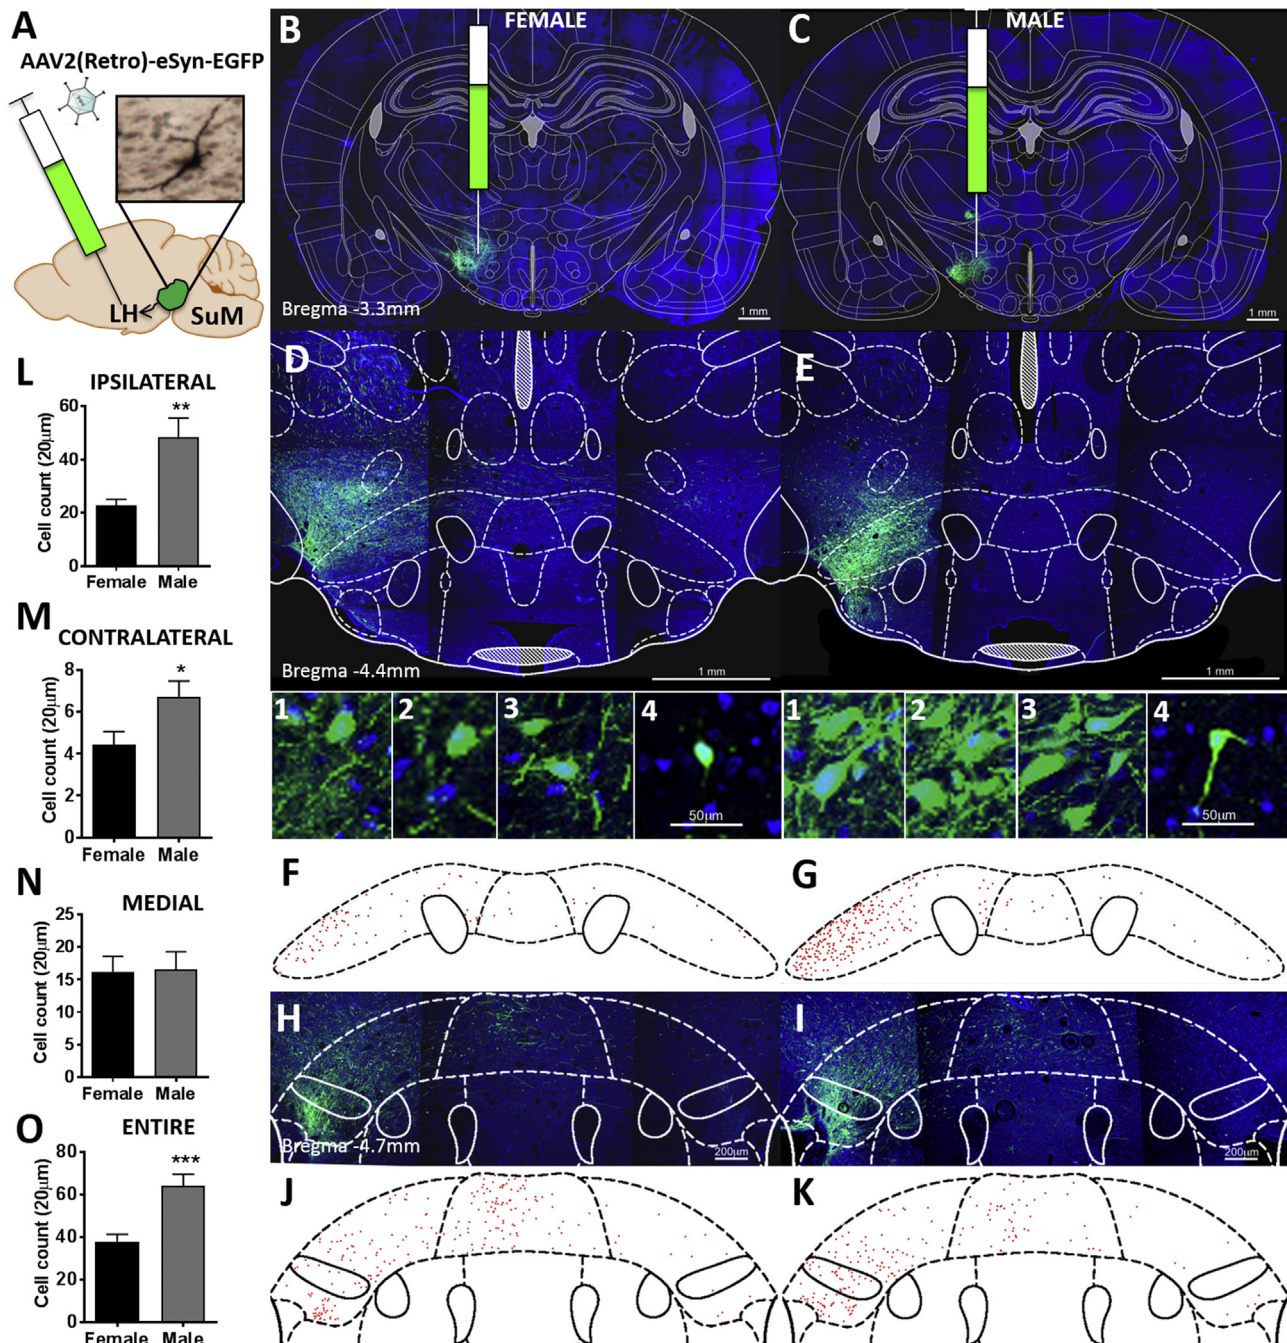 A
AAV2(Retro)-eSyn-EGFP
LH
SuM
B
FEMALE
Bregma -3.3mm
1 mm
C
MALE
1 mm
D
Bregma -4.4mm
1 mm
E
1 mm
1
2
3
4
50μm
1
2
3
4
50μm
F
G
H
Bregma -4.7mm
200μm
I
200μm
J
K
L
IPSILATERAL
Cell count (20μm)
60
40
20
0
**
Female
Male
M
CONTRALATERAL
Cell count (20μm)
8
6
4
2
0
*
Female
Male
N
MEDIAL
Cell count (20μm)
25
20
15
10
5
0
Female
Male
O
ENTIRE
Cell count (20μm)
80
60
40
20
0
***
Female
Male